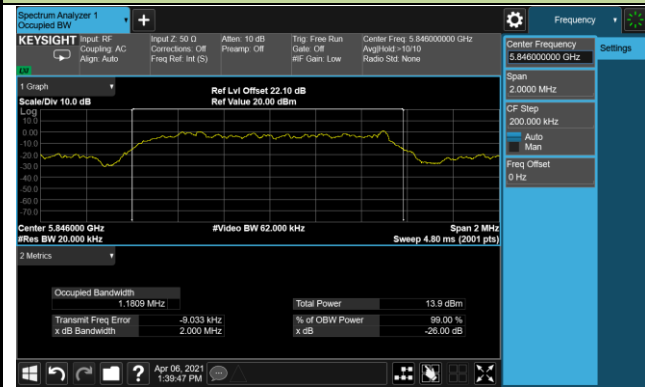 Spectrum Analyzer 1
Occupied BW
+
Frequency
KEYSIGHT
Input: RF
Coupling: AC
Align: Auto
Input Z: 50 Ω
Corrections: Off
Freq Ref: Int (S)
Atten: 10 dB
Preamp: Off
Trig: Free Run
Gate: Off
#IF Gain: Low
Center Freq: 5.846000000 GHz
Avg|Hold:>10/10
Radio Std: None
Center Frequency
5.846000000 GHz
Settings
Span
2.0000 MHz
CF Step
200.000 kHz
Auto
Man
Freq Offset
0 Hz
1 Graph
Scale/Div 10.0 dB
Ref Lvl Offset 22.10 dB
Ref Value 20.00 dBm
Log
10.0
0.00
-10.0
-20.0
-30.0
-40.0
-50.0
-60.0
-70.0
Center 5.846000 GHz
#Video BW 62.000 kHz
Span 2 MHz
#Res BW 20.000 kHz
Sweep 4.80 ms (2001 pts)
2 Metrics
Occupied Bandwidth
1.1809 MHz
Total Power 13.9 dBm
Transmit Freq Error -9.033 kHz
% of OBW Power 99.00 %
x dB Bandwidth 2.000 MHz
x dB -26.00 dB
?
Apr 06, 2021
1:39:47 PM